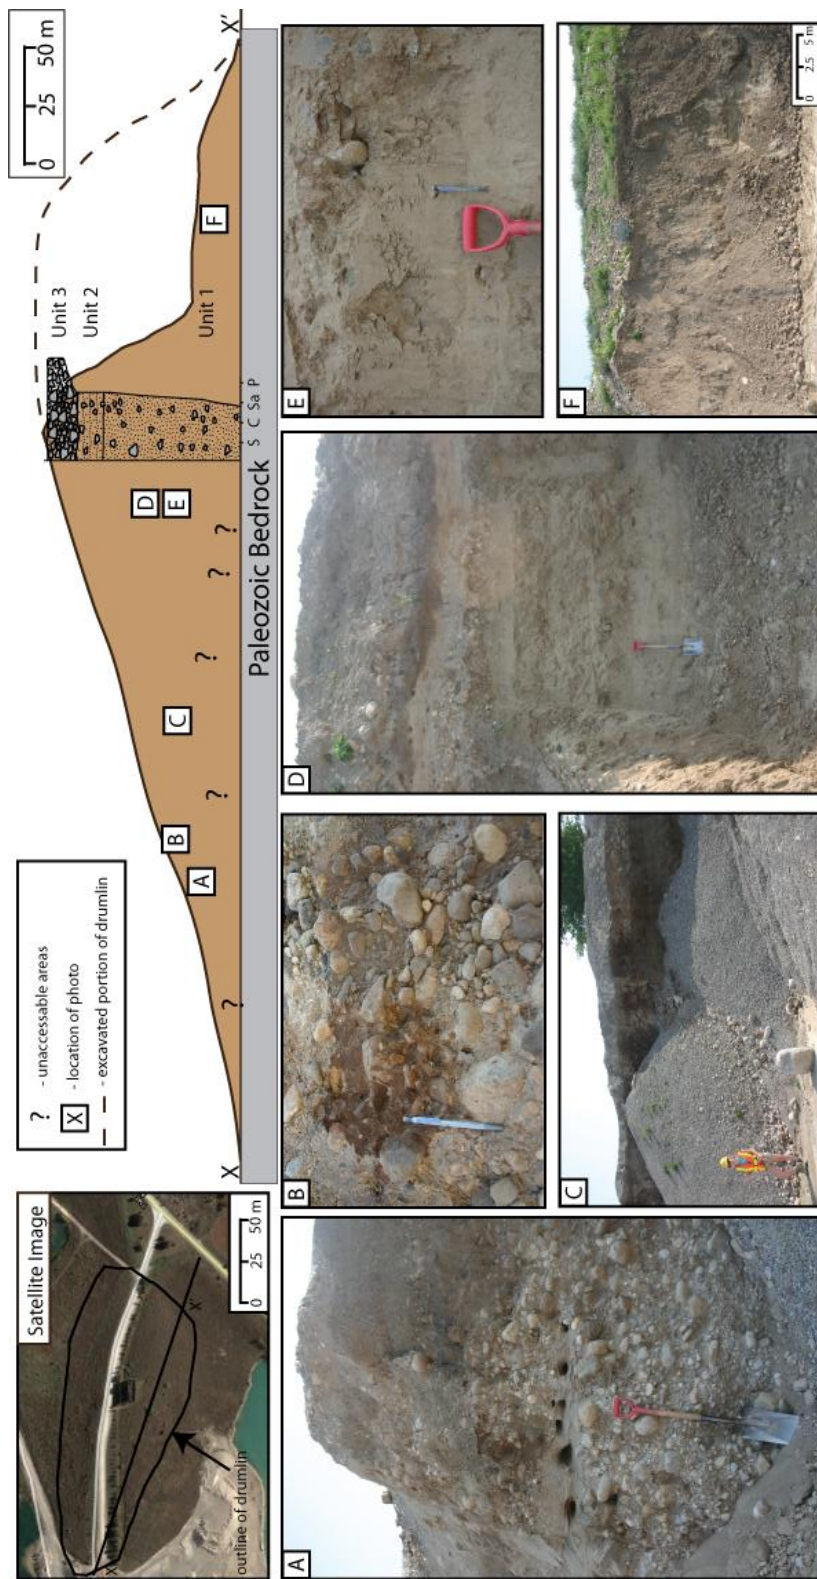 Satellite Image
X
X'
outline of drumlin
0 25 50 m
? - unaccessable areas
X - location of photo
- excavated portion of drumlin
0 25 50 m
X
X'
A
B
C
D
E
F
?
?
?
?
?
Unit 3
Unit 2
Unit 1
S C Sa P
Paleozoic Bedrock
A
B
C
D
E
F
0 2.5 5 m